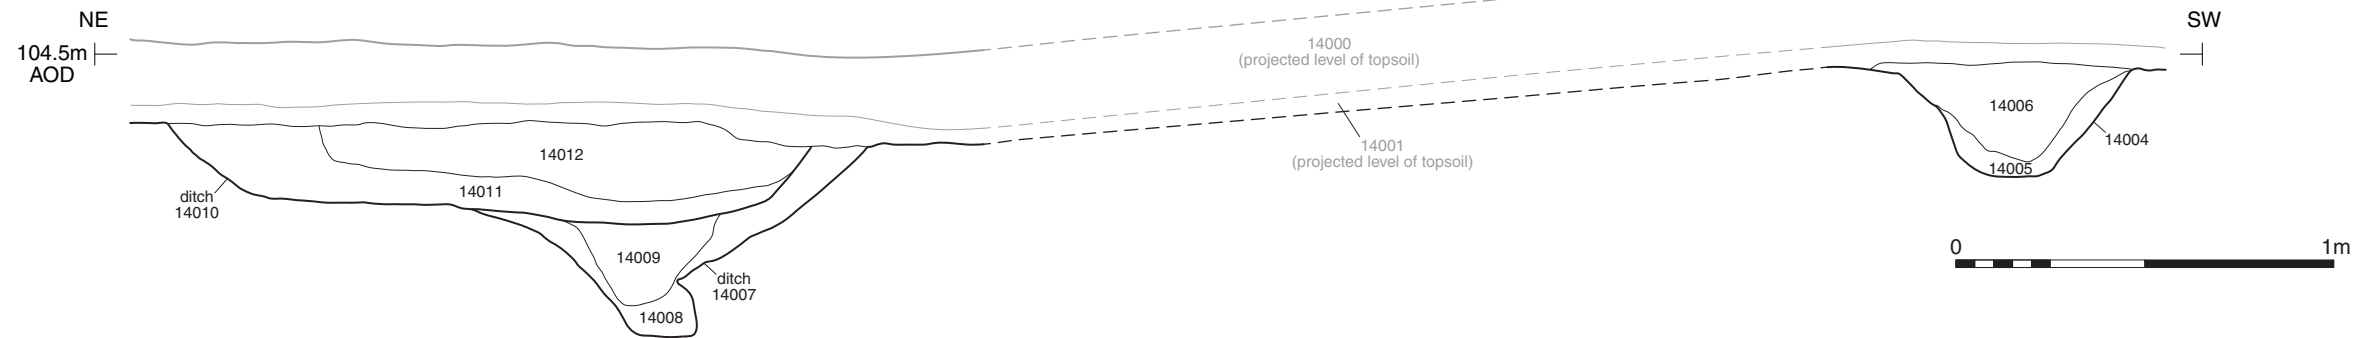 NE
SW
104.5m
AOD
14000
(projected level of topsoil)
14006
14004
14001
(projected level of topsoil)
14012
14005
14011
ditch
14010
0
1m
14009
ditch
14007
14008